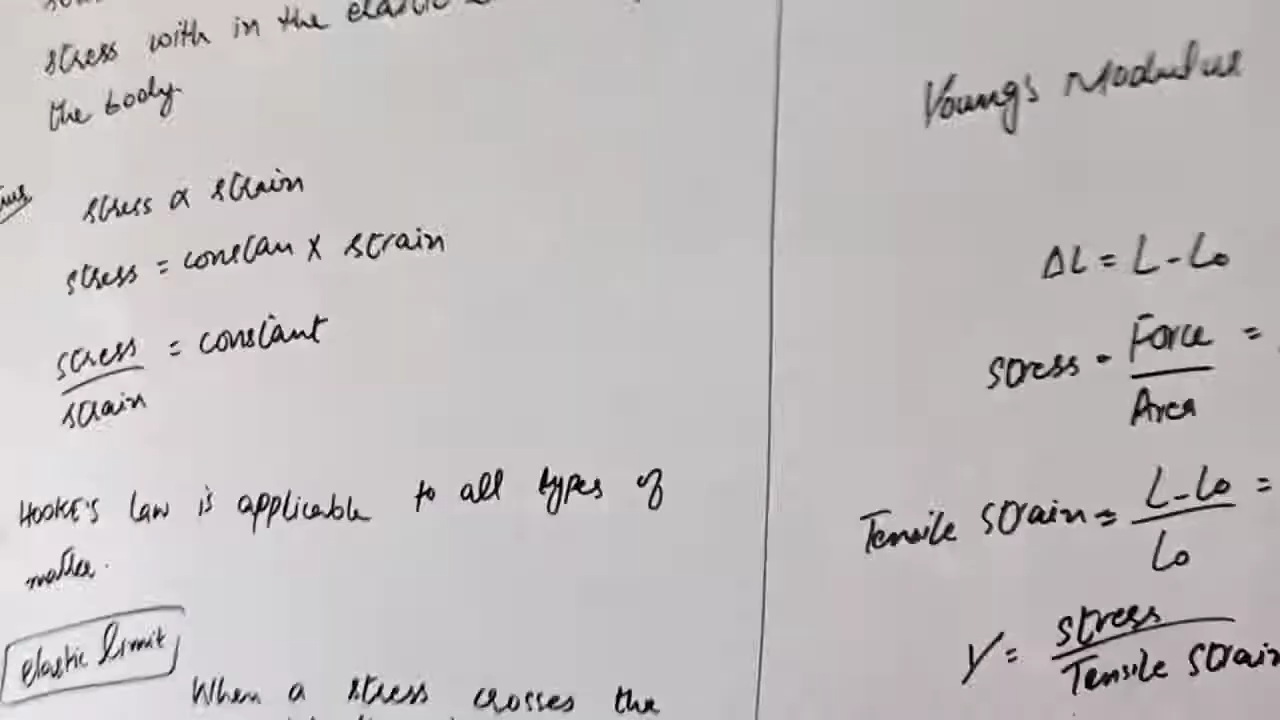 stress with in the elastic
the body.
stress α strain
stress = constan x strain
stress
strain
= constant
HOOKE'S Law is applicable to all types of
matter.
Elastic limit
When a stress crosses the
Young's Modulus
ΔL = L - Lo
stress = Force =
Area
Tensile strain = L - Lo =
Lo
Y = stress
Tensile strain